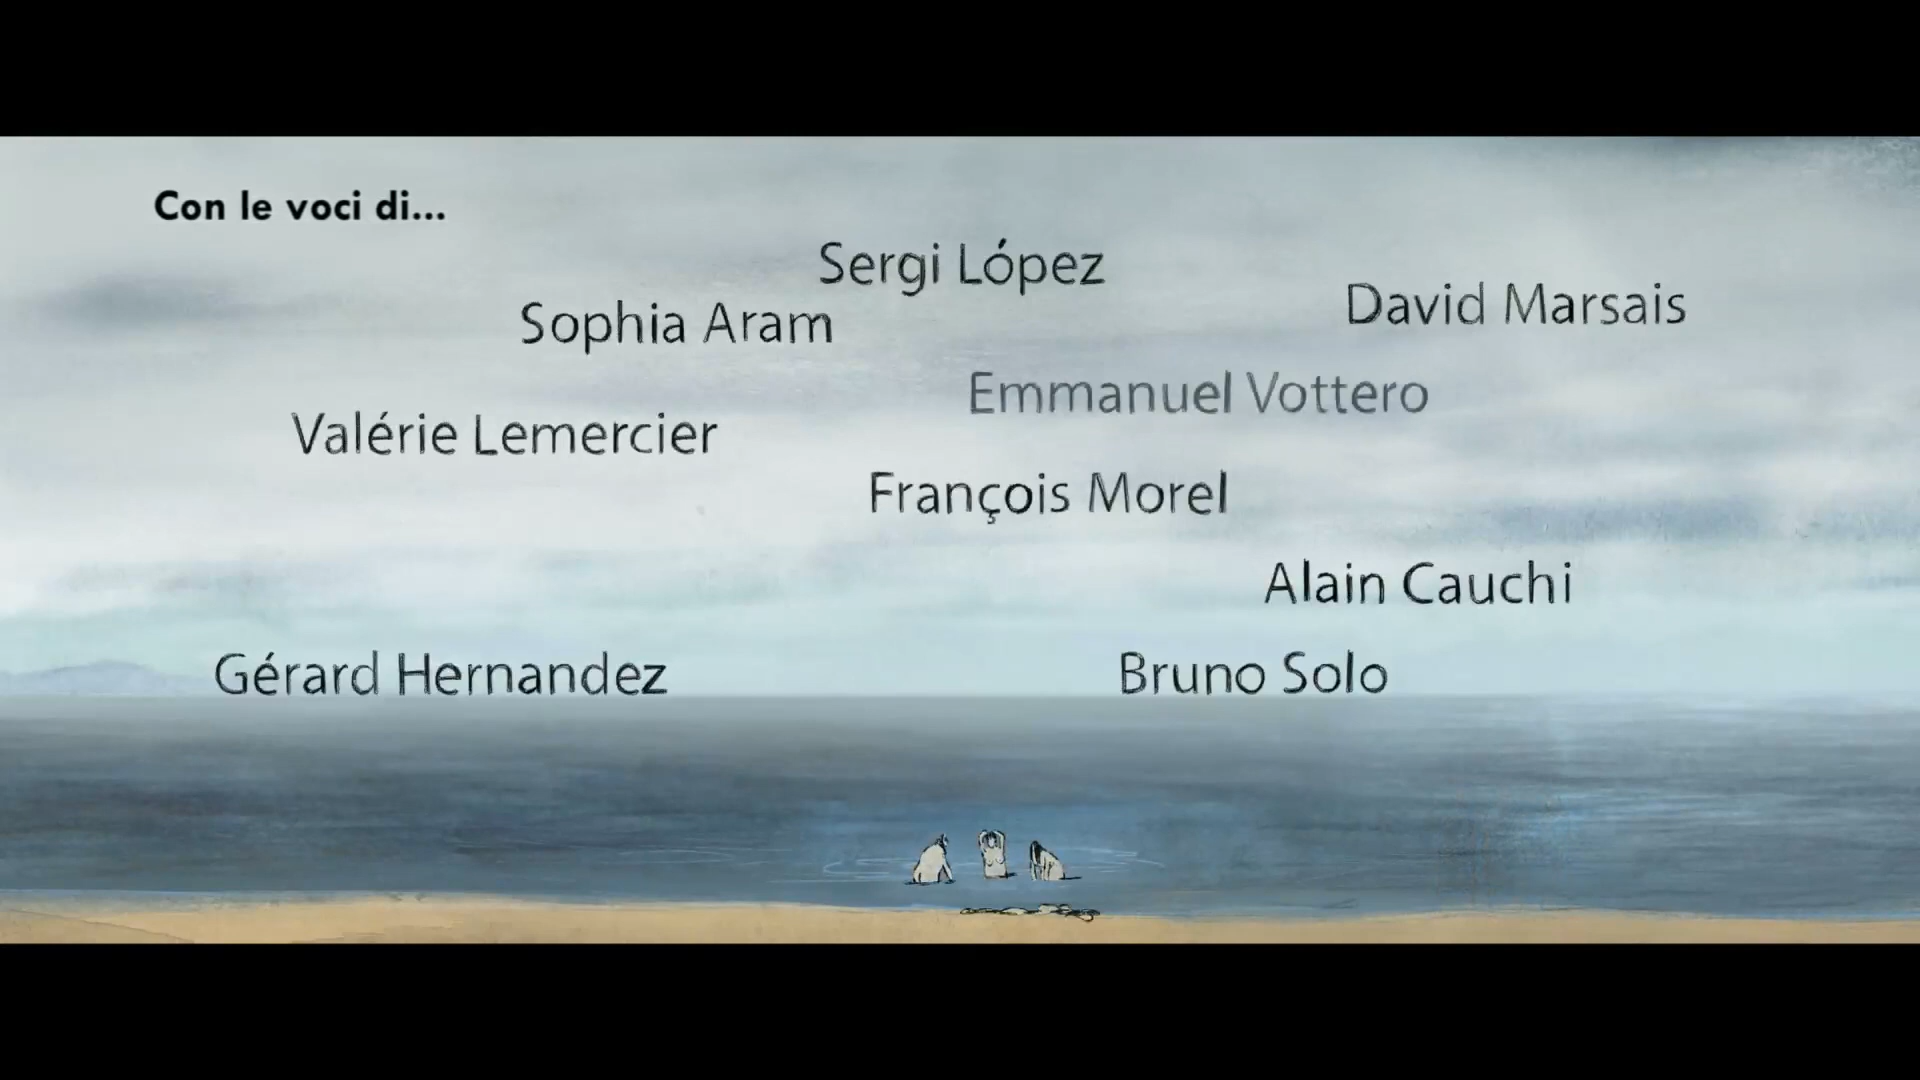 Con le voci di...
Sergi López
David Marsais
Sophia Aram
Emmanuel Vottero
Valérie Lemercier
François Morel
Alain Cauchi
Gérard Hernandez
Bruno Solo